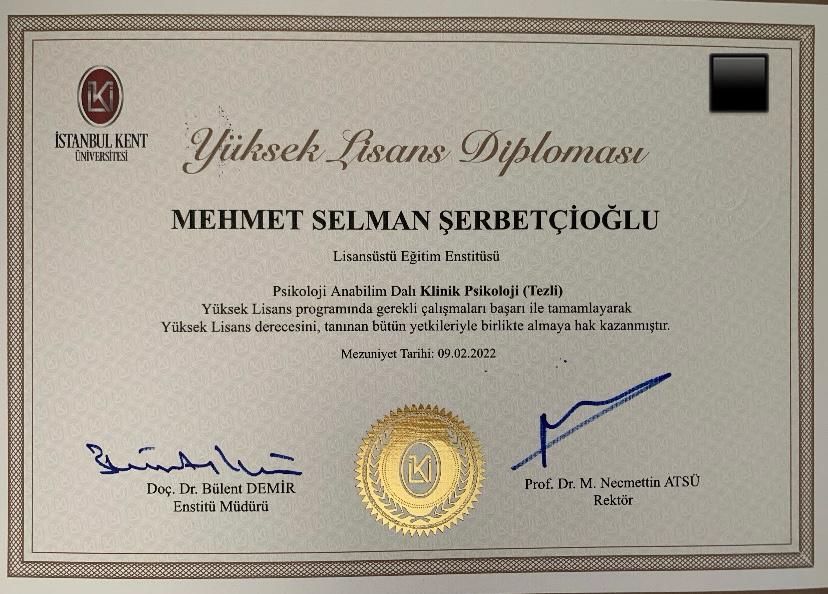 İSTANBUL KENT
ÜNİVERSİTESİ
Yüksek Lisans Diploması
MEHMET SELMAN ŞERBETÇİOĞLU
Lisansüstü Eğitim Enstitüsü
Psikoloji Anabilim Dalı Klinik Psikoloji (Tezli)
Yüksek Lisans programında gerekli çalışmaları başarı ile tamamlayarak
Yüksek Lisans derecesini, tanınan bütün yetkileriyle birlikte almaya hak kazanmıştır.
Mezuniyet Tarihi: 09.02.2022
Doç. Dr. Bülent DEMİR
Enstitü Müdürü
Prof. Dr. M. Necmettin ATSÜ
Rektör